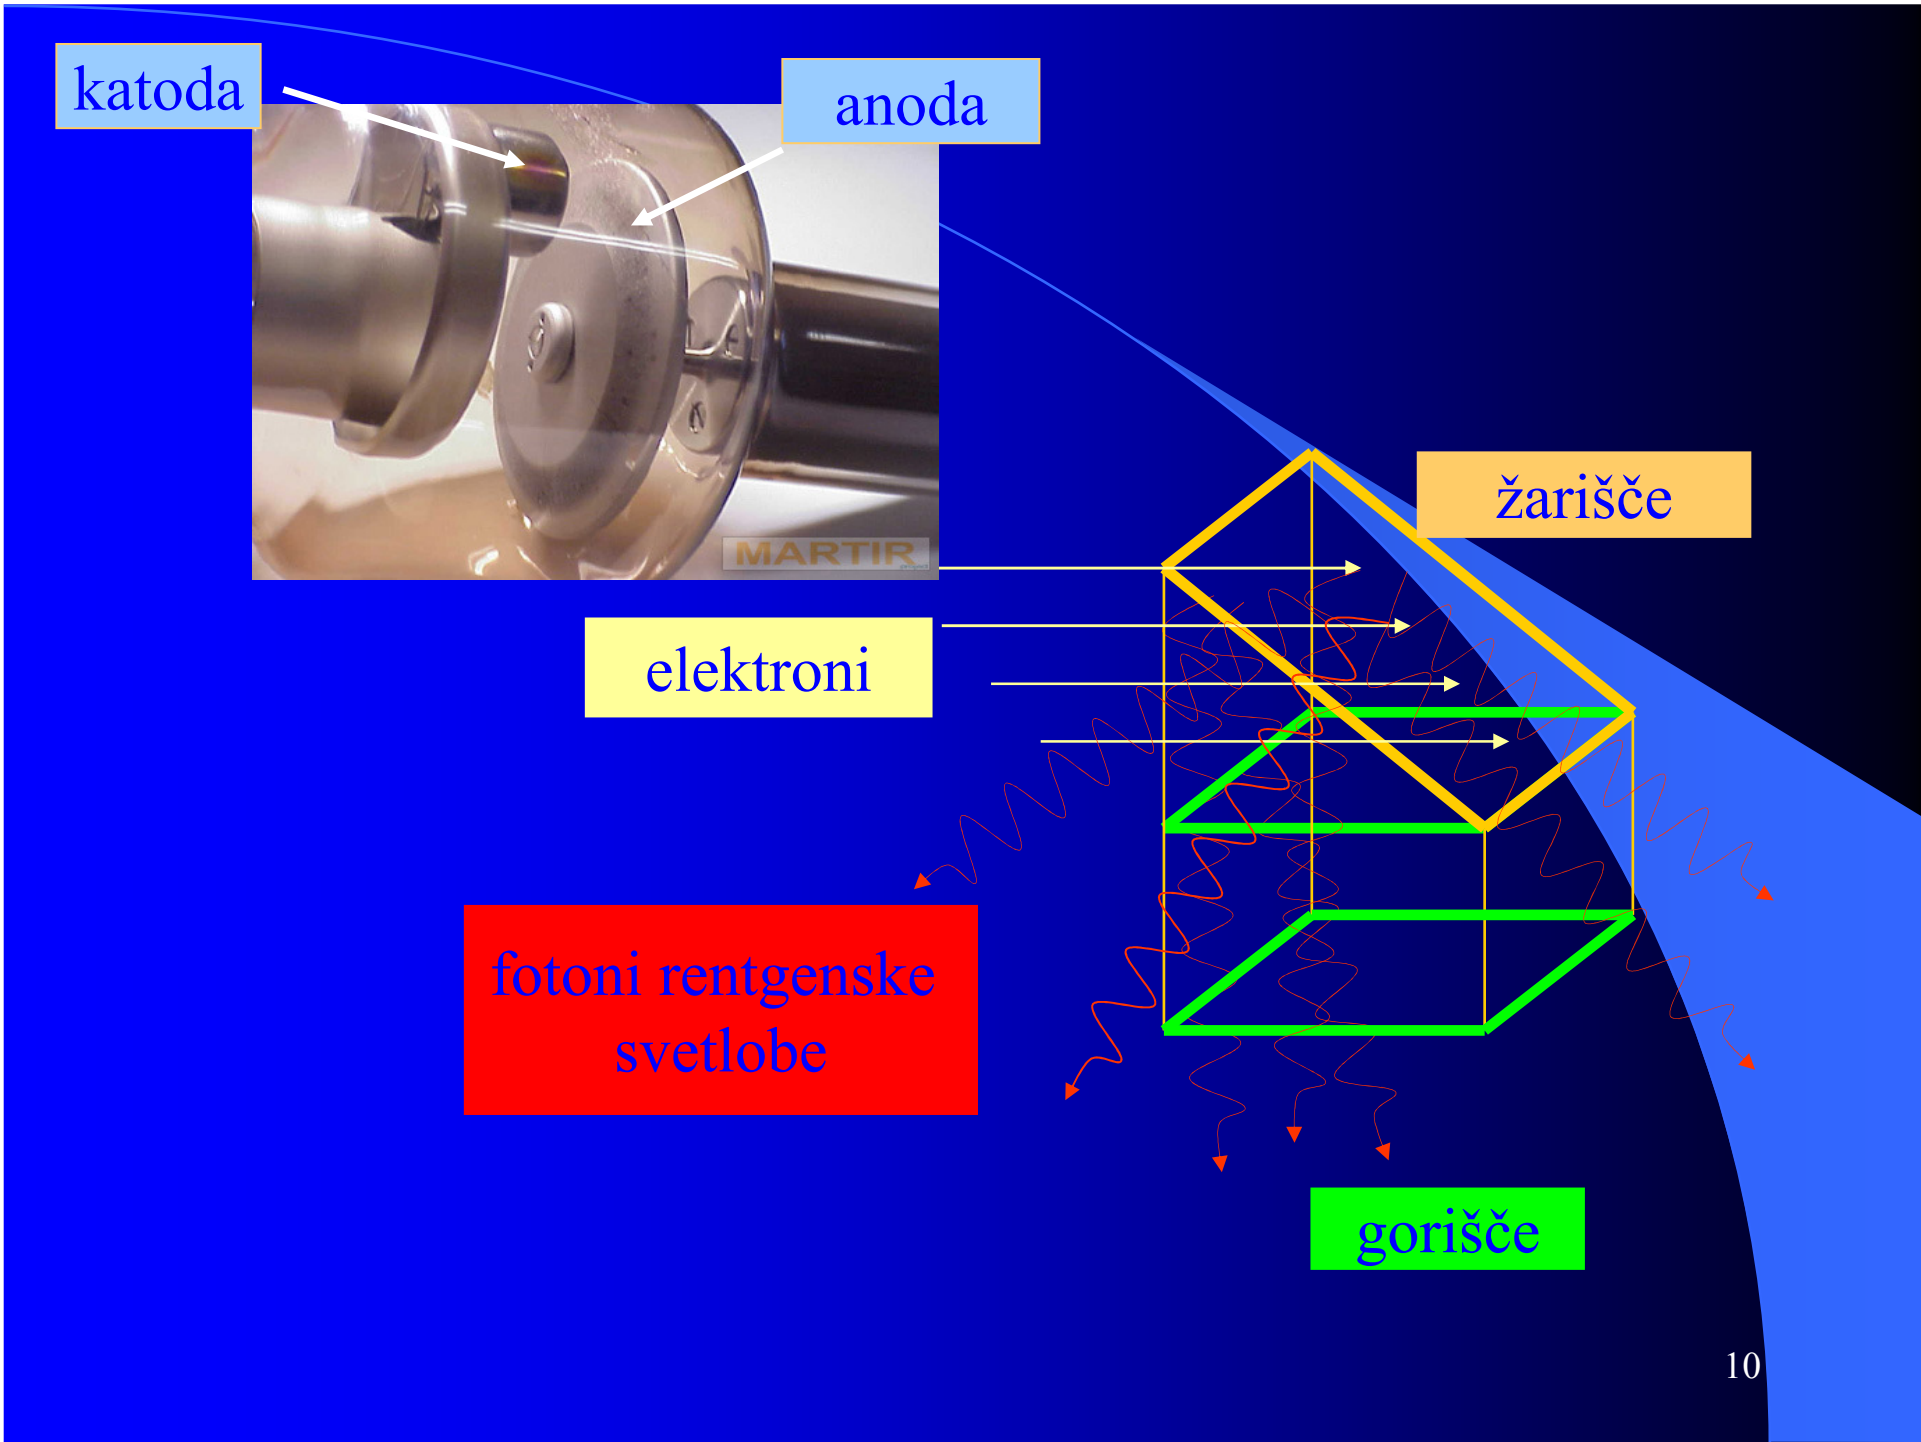 katoda
anoda
MARTIR
žarišče
elektroni
fotoni rentgenske
svetlobe
gorišče
10